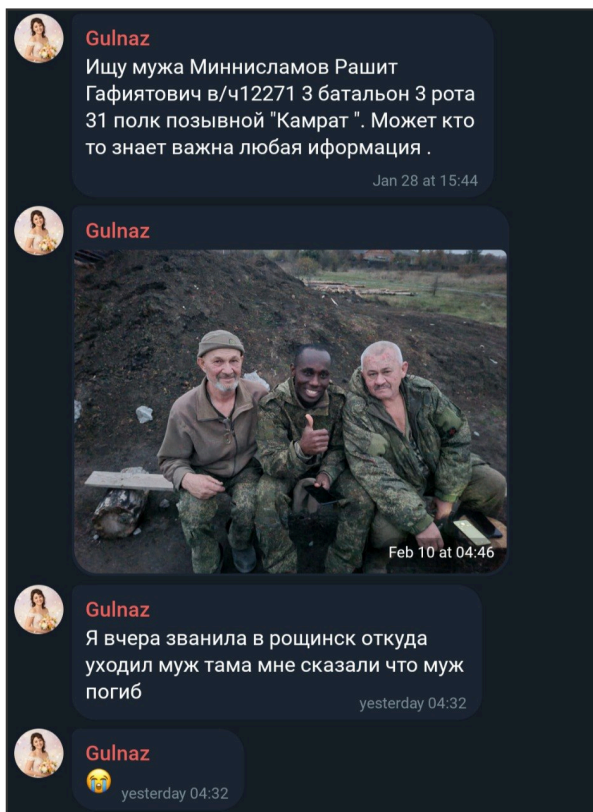 Gulnaz
Ищу мужа Миннисламов Рашит
Гафиятович в/ч12271 3 батальон 3 рота
31 полк позывной "Камрат ". Может кто
то знает важна любая иформация .
Jan 28 at 15:44
Gulnaz
Feb 10 at 04:46
Gulnaz
Я вчера званила в рощинск откуда
уходил муж тама мне сказали что муж
погиб
yesterday 04:32
Gulnaz
😭 yesterday 04:32